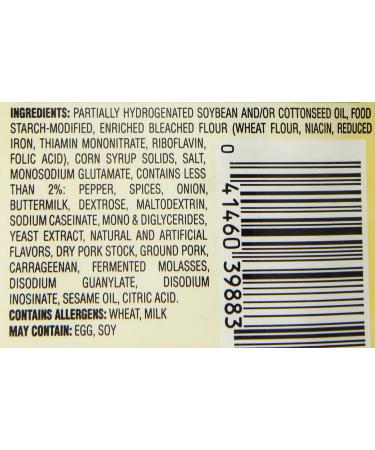 INGREDIENTS: PARTIALLY HYDROGENATED SOYBEAN AND/OR COTTONSEED OIL, FOOD
STARCH-MODIFIED, ENRICHED BLEACHED FLOUR (WHEAT FLOUR, NIACIN, REDUCED
IRON, THIAMIN MONONITRATE, RIBOFLAVIN,
FOLIC ACID), CORN SYRUP SOLIDS, SALT,
MONOSODIUM GLUTAMATE, CONTAINS LESS
THAN 2%: PEPPER, SPICES, ONION,
BUTTERMILK, DEXTROSE, MALTODEXTRIN,
SODIUM CASEINATE, MONO & DIGLYCERIDES,
YEAST EXTRACT, NATURAL AND ARTIFICIAL
FLAVORS, DRY PORK STOCK, GROUND PORK,
CARRAGEENAN, FERMENTED MOLASSES,
DISODIUM GUANYLATE, DISODIUM
INOSINATE, SESAME OIL, CITRIC ACID.
CONTAINS ALLERGENS: WHEAT, MILK
MAY CONTAIN: EGG, SOY
0 41460 39883